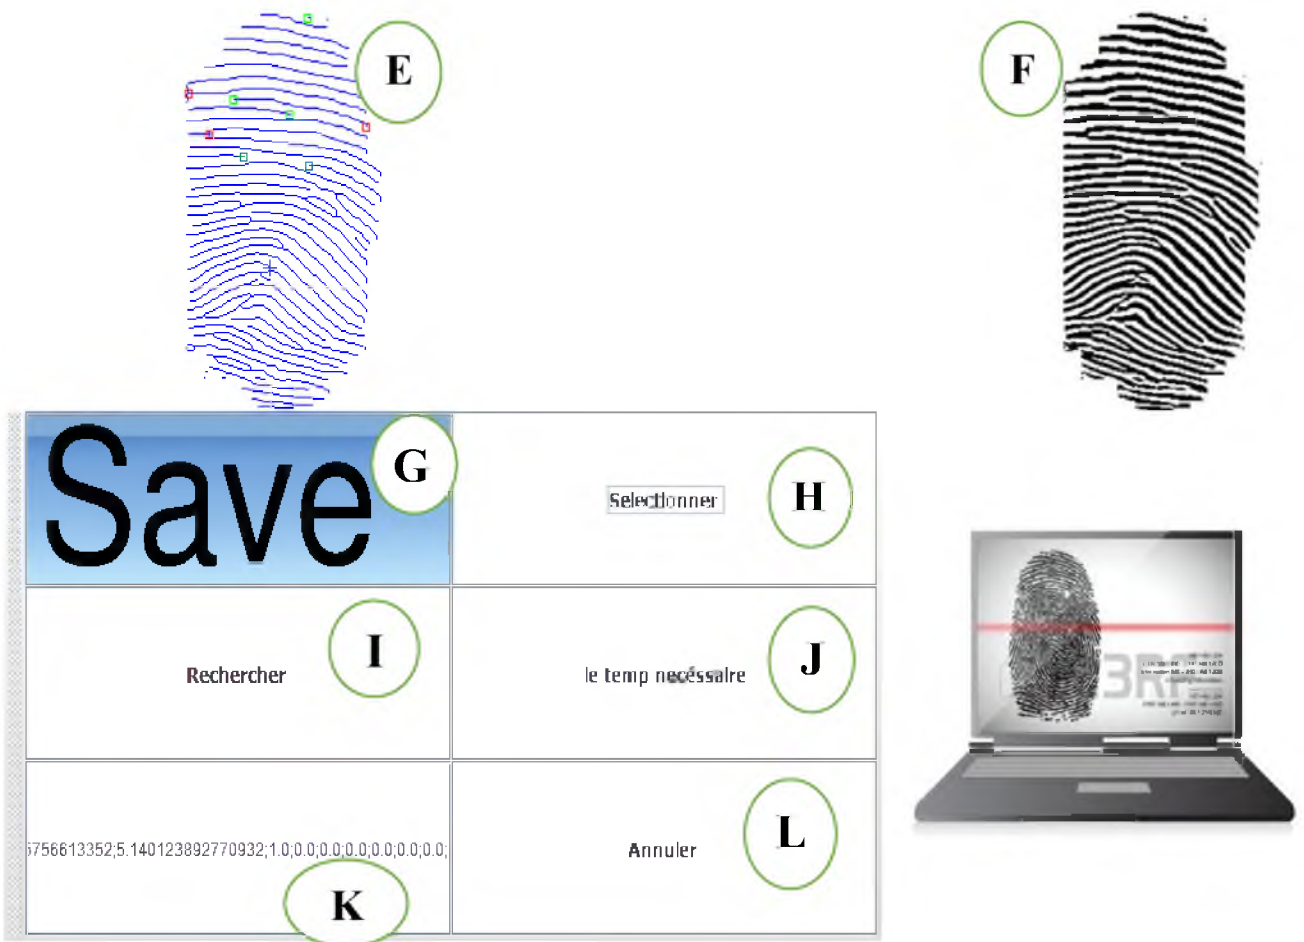 E
F
Save
G
Selectionner
H
Rechercher
I
le temp necéssaire
J
5756613352;5.140123892770932;1.0;0.0;0.0;0.0;0.0;0.0;0.0;
K
Annuler
L